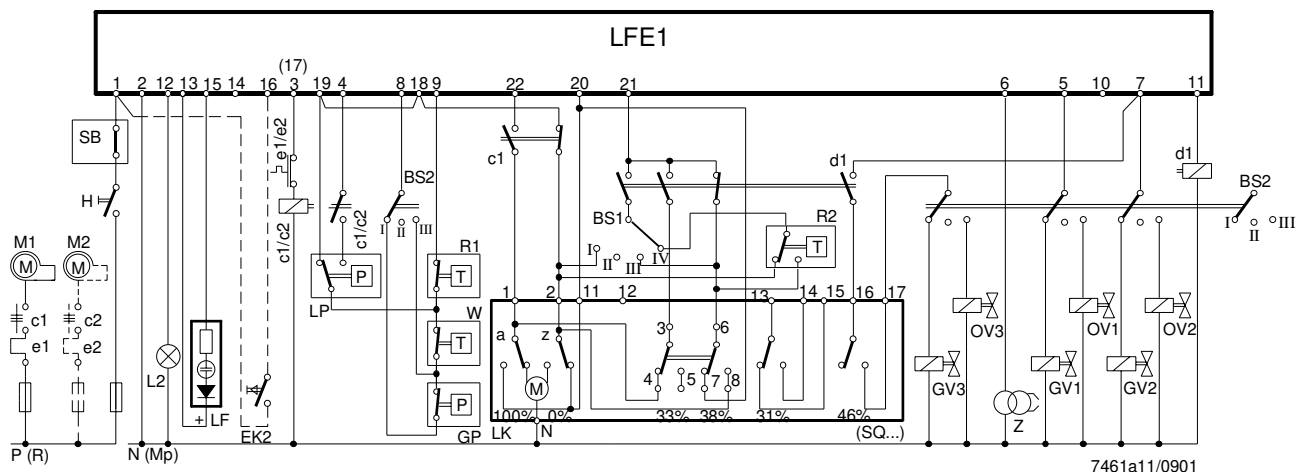 LFE1
(17)
1 2 12 13 15 14 16 3 19 4 8 18 9 22 20 21 6 5 10 7 11
SB
e1/e2
c1
d1
d1
BS2
BS2
H
c1/c2
c1/c2
I II III
BS1
R2
T
I II III
M1 M2
R1
I II III IV
M M
T
P
LP
1 2 11 12 13 14 15 16 17
OV3 OV1 OV2
c1 c2
W
a z
3 6
e1 e2
T
L2
M
4 5 7 8
GV3 GV1 GV2
P
100% 0% 33% 38% 31% 46%
+ LF
EK2
GP
LK N (SQ...)
Z
P (R) N (Mp)
7461a11/0901